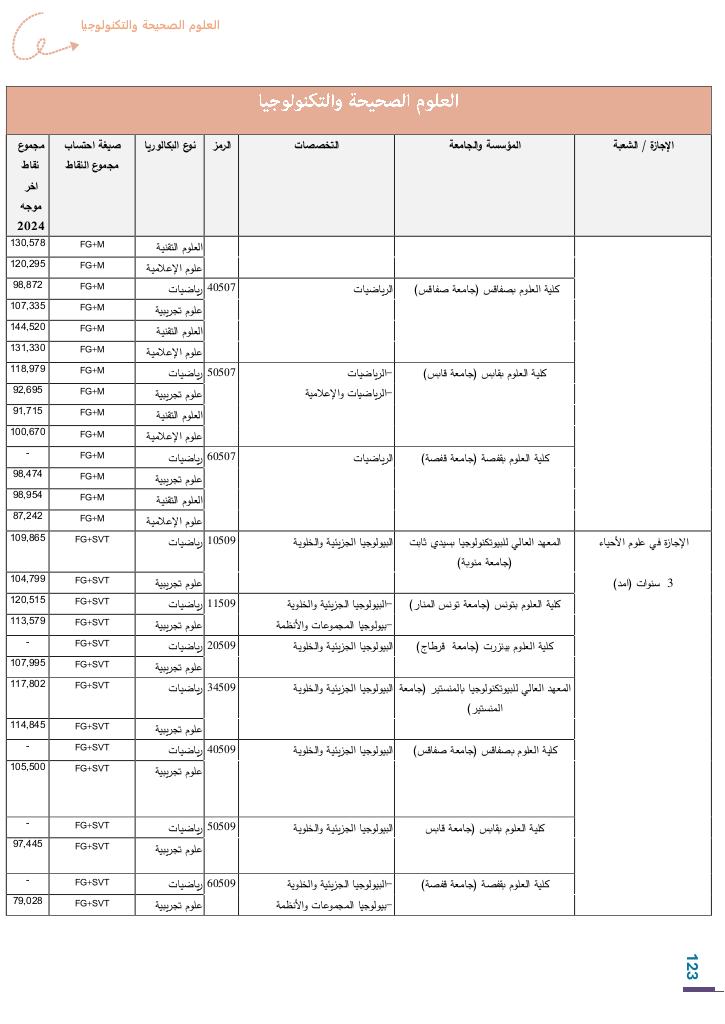 العلوم الصحيحة والتكنولوجيا
العلوم الصحيحة والتكنولوجيا
الإجازة / الشعبة	المؤسسة والجامعة	التخصصات	الرمز	نوع البكالوريا	صيغة احتساب مجموع النقاط	مجموع نقاط اخر موجه 2024
العلوم التقنية	FG+M	130,578
علوم الإعلامية	FG+M	120,295
كلية العلوم بصفاقس (جامعة صفاقس)	الرياضيات	40507	رياضيات	FG+M	98,872
علوم تجريبية	FG+M	107,335
العلوم التقنية	FG+M	144,520
علوم الإعلامية	FG+M	131,330
كلية العلوم بقابس (جامعة قابس)	–الرياضيات	50507	رياضيات	FG+M	118,979
–الرياضيات والإعلامية	علوم تجريبية	FG+M	92,695
العلوم التقنية	FG+M	91,715
علوم الإعلامية	FG+M	100,670
كلية العلوم بقفصة (جامعة قفصة)	الرياضيات	60507	رياضيات	FG+M	-
علوم تجريبية	FG+M	98,474
العلوم التقنية	FG+M	98,954
علوم الإعلامية	FG+M	87,242
الإجازة في علوم الأحياء	المعهد العالي للبيوتكنولوجيا بسيدي ثابت	البيولوجيا الجزيئية والخلوية	10509	رياضيات	FG+SVT	109,865
(جامعة منوبة)
3 سنوات (امد)	علوم تجريبية	FG+SVT	104,799
كلية العلوم بتونس (جامعة تونس المنار)	–البيولوجيا الجزيئية والخلوية	11509	رياضيات	FG+SVT	120,515
–بيولوجيا المجموعات والأنظمة	علوم تجريبية	FG+SVT	113,579
كلية العلوم ببنزرت (جامعة قرطاج)	البيولوجيا الجزيئية والخلوية	20509	رياضيات	FG+SVT	-
علوم تجريبية	FG+SVT	107,995
المعهد العالي للبيوتكنولوجيا بالمنستير (جامعة	البيولوجيا الجزيئية والخلوية	34509	رياضيات	FG+SVT	117,802
المنستير)
علوم تجريبية	FG+SVT	114,845
كلية العلوم بصفاقس (جامعة صفاقس)	البيولوجيا الجزيئية والخلوية	40509	رياضيات	FG+SVT	-
علوم تجريبية	FG+SVT	105,500
كلية العلوم بقابس (جامعة قابس	البيولوجيا الجزيئية والخلوية	50509	رياضيات	FG+SVT	-
علوم تجريبية	FG+SVT	97,445
كلية العلوم بقفصة (جامعة قفصة)	–البيولوجيا الجزيئية والخلوية	60509	رياضيات	FG+SVT	-
–بيولوجيا المجموعات والأنظمة	علوم تجريبية	FG+SVT	79,028
123